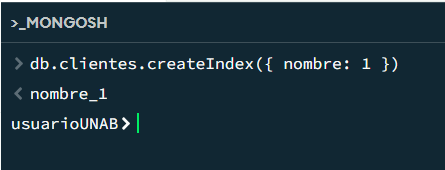 >_MONGOSH
> db.clientes.createIndex({ nombre: 1 })
< nombre_1
usuarioUNAB>